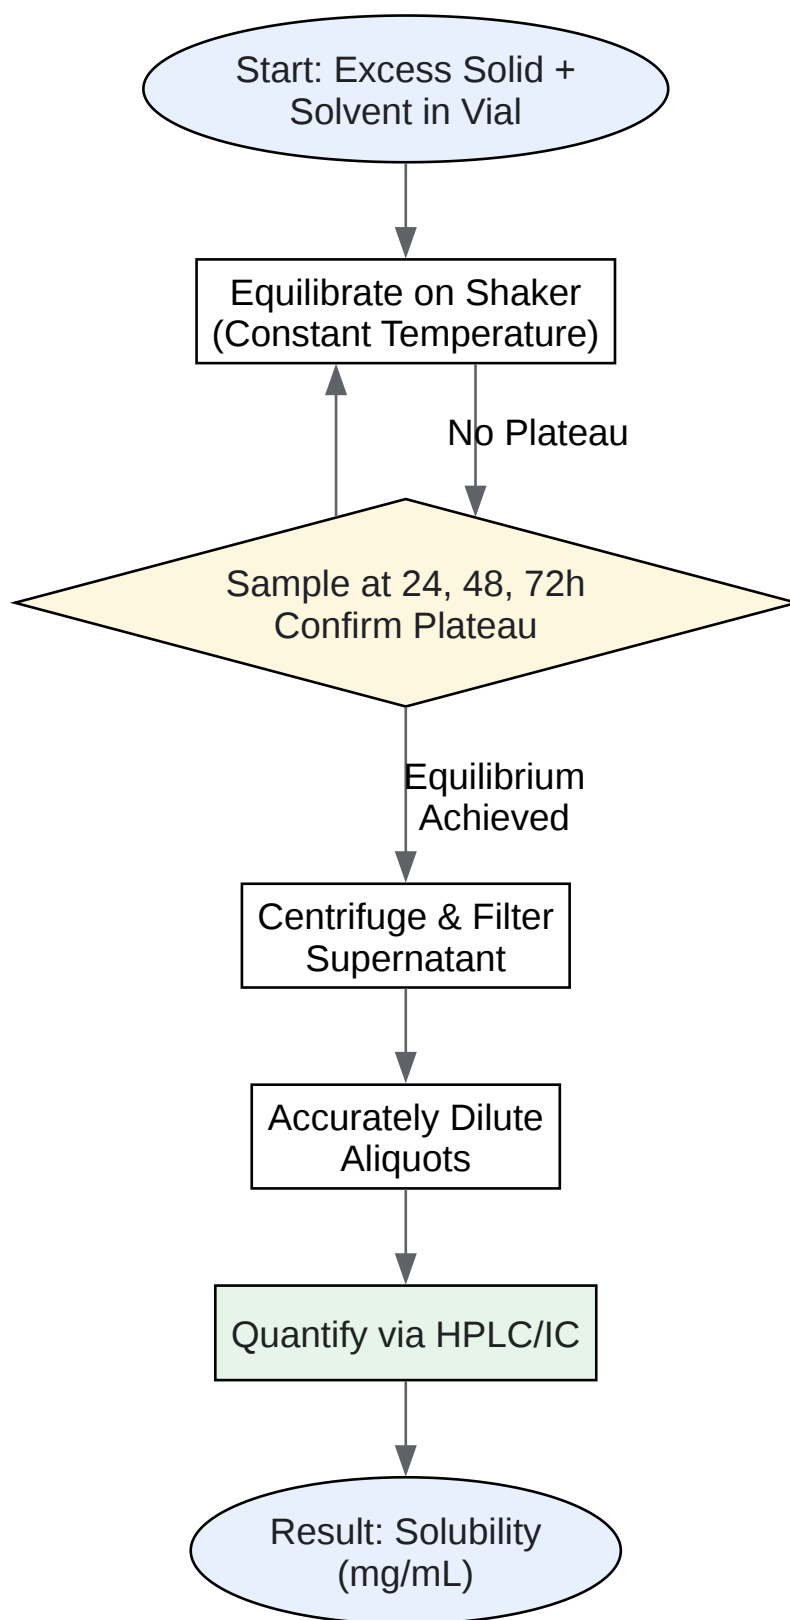 Start: Excess Solid +
Solvent in Vial
Equilibrate on Shaker
(Constant Temperature)
No Plateau
Sample at 24, 48, 72h
Confirm Plateau
Equilibrium
Achieved
Centrifuge & Filter
Supernatant
Accurately Dilute
Aliquots
Quantify via HPLC/IC
Result: Solubility
(mg/mL)